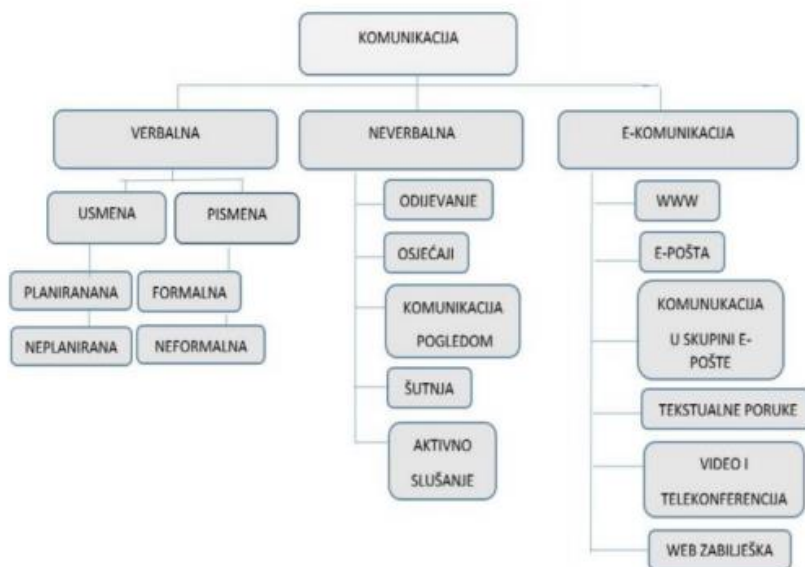 KOMUNIKACIJA
VERBALNA
NEVERBALNA
E-KOMUNIKACIJA
USMENA
PISMENA
PLANIRANANA
FORMALNA
NEPLANIRANA
NEFORMALNA
ODIJEVANJE
OSJEĆAJI
KOMUNIKACIJA
POGLEDOM
ŠUTNJA
AKTIVNO
SLUŠANJE
WWW
E-POŠTA
KOMUNUKACIJA
U SKUPINI E-
POŠTE
TEKSTUALNE PORUKE
VIDEO I
TELEKONFERENCIJA
WEB ZABILJEŠKA